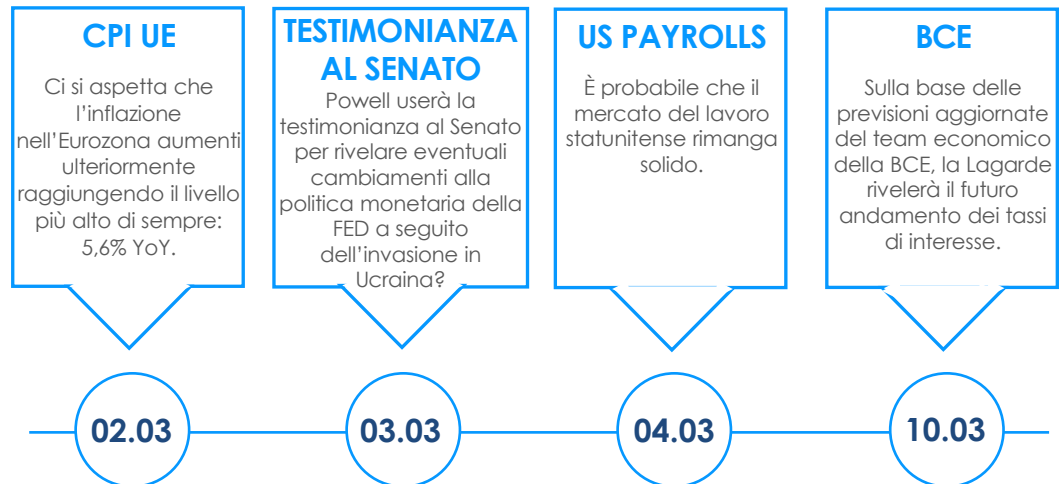 CPI UE
Ci si aspetta che
l'inflazione
nell'Eurozona aumenti
ulteriormente
raggiungendo il livello
più alto di sempre:
5,6% YoY.
TESTIMONIANZA
AL SENATO
Powell userà la
testimonianza al Senato
per rivelare eventuali
cambiamenti alla
politica monetaria della
FED a seguito
dell'invasione in
Ucraina?
US PAYROLLS
È probabile che il
mercato del lavoro
statunitense rimanga
solido.
BCE
Sulla base delle
previsioni aggiornate
del team economico
della BCE, la Lagarde
rivelerà il futuro
andamento dei tassi
di interesse.
02.03
03.03
04.03
10.03